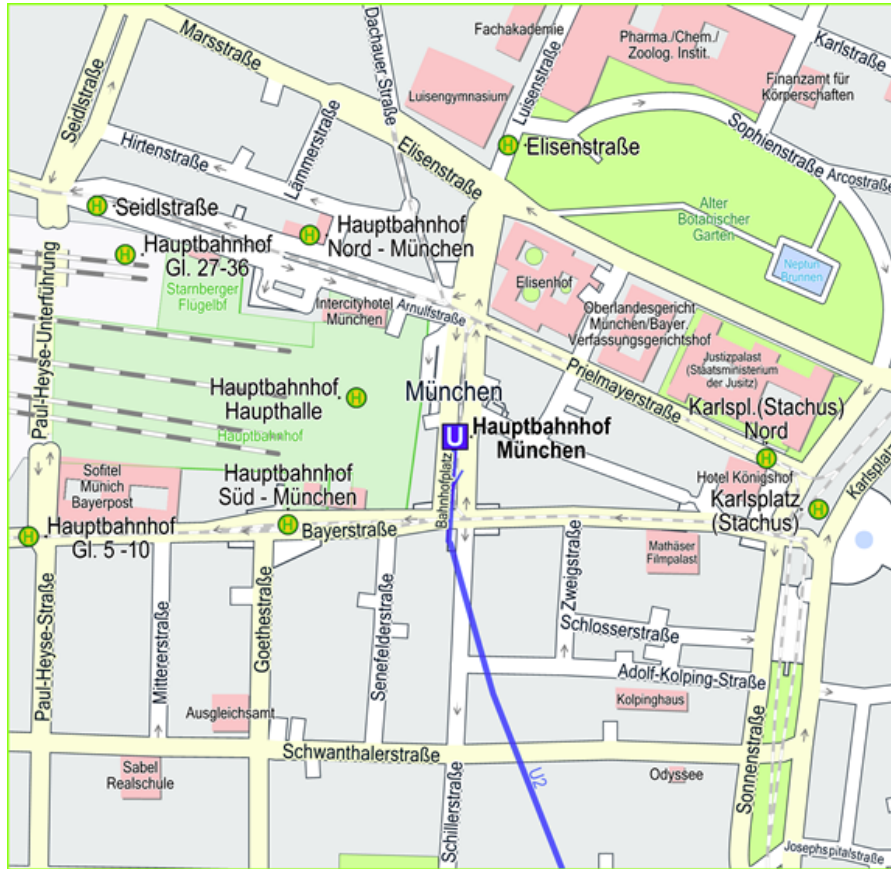 Marsstraße
Dachauer Straße
Fachakademie
Luisenstraße
Pharma./Chem./
Zoolog. Instit.
Karlstraße
Seidlstraße
Luisengymnasium
Finanzamt für
Körperschaften
Hirtenstraße
Lämmerstraße
Elisenstraße
H
Elisenstraße
Sophienstraße
Arcostraße
H
Seidlstraße
H
Hauptbahnhof
Nord - München
Alter
Botanischer
Garten
H
Hauptbahnhof
Gl. 27-36
Starnberger
Flügelbf
Neptun
Brunnen
Elisenhof
Intercityhotel
München
Arnulfstraße
Oberlandesgericht
München/Bayer.
Verfassungsgerichtshof
Paul-Heyse-Unterführung
Justizpalast
(Staatsministerium
der Jusitz)
Prielmayerstraße
Hauptbahnhof
Haupthalle
H
München
Karlspl.(Stachus)
Nord
H
Hauptbahnhof
U
Hauptbahnhof
München
Sofitel
Munich
Bayerpost
Hauptbahnhof
Süd - München
H
Bahnhofplatz
Hotel Königshof
Karlsplatz
(Stachus)
H
Karlsplatz
H
Hauptbahnhof
Gl. 5 -10
Bayerstraße
Mathäser
Filmpalast
Zweigstraße
Schlosserstraße
Paul-Heyse-Straße
Mittererstraße
Goethestraße
Senefelderstraße
Adolf-Kolping-Straße
Kolpinghaus
Ausgleichsamt
Schwanthalerstraße
Sonnenstraße
Sabel
Realschule
U2
Odyssee
Schillerstraße
Josephspitalstraße